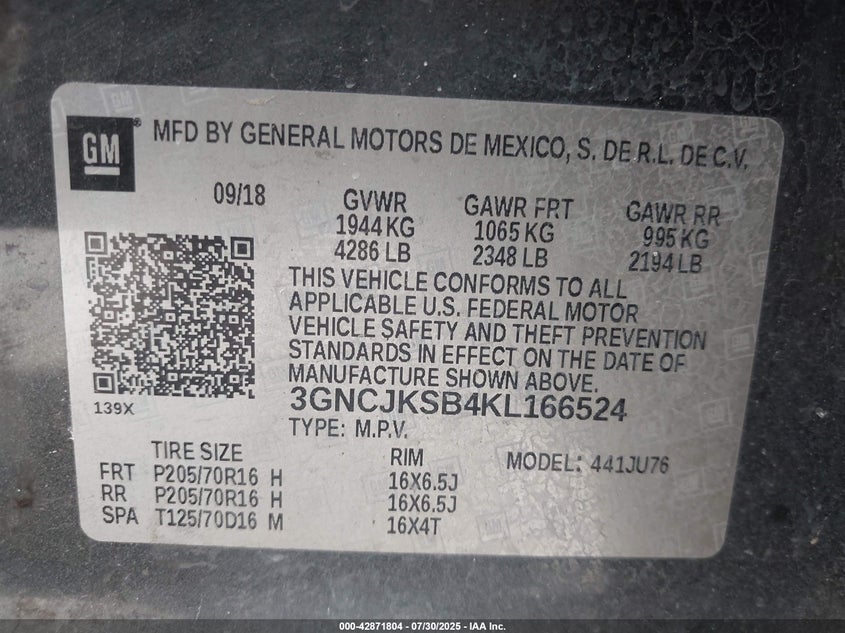 GM
MFD BY GENERAL MOTORS DE MEXICO, S. DE R.L. DE C.V.
09/18
GVWR GAWR FRT GAWR RR
1944 KG 1065 KG 995 KG
4286 LB 2348 LB 2194 LB
THIS VEHICLE CONFORMS TO ALL
APPLICABLE U.S. FEDERAL MOTOR
VEHICLE SAFETY AND THEFT PREVENTION
STANDARDS IN EFFECT ON THE DATE OF
MANUFACTURE SHOWN ABOVE.
139X
3GNCJKSB4KL166524
TYPE: M.P.V.
TIRE SIZE RIM MODEL: 441JU76
FRT P205/70R16 H 16X6.5J
RR P205/70R16 H 16X6.5J
SPA T125/70D16 M 16X4T
000-42871804 / 07/30/2025 - IAA Inc.